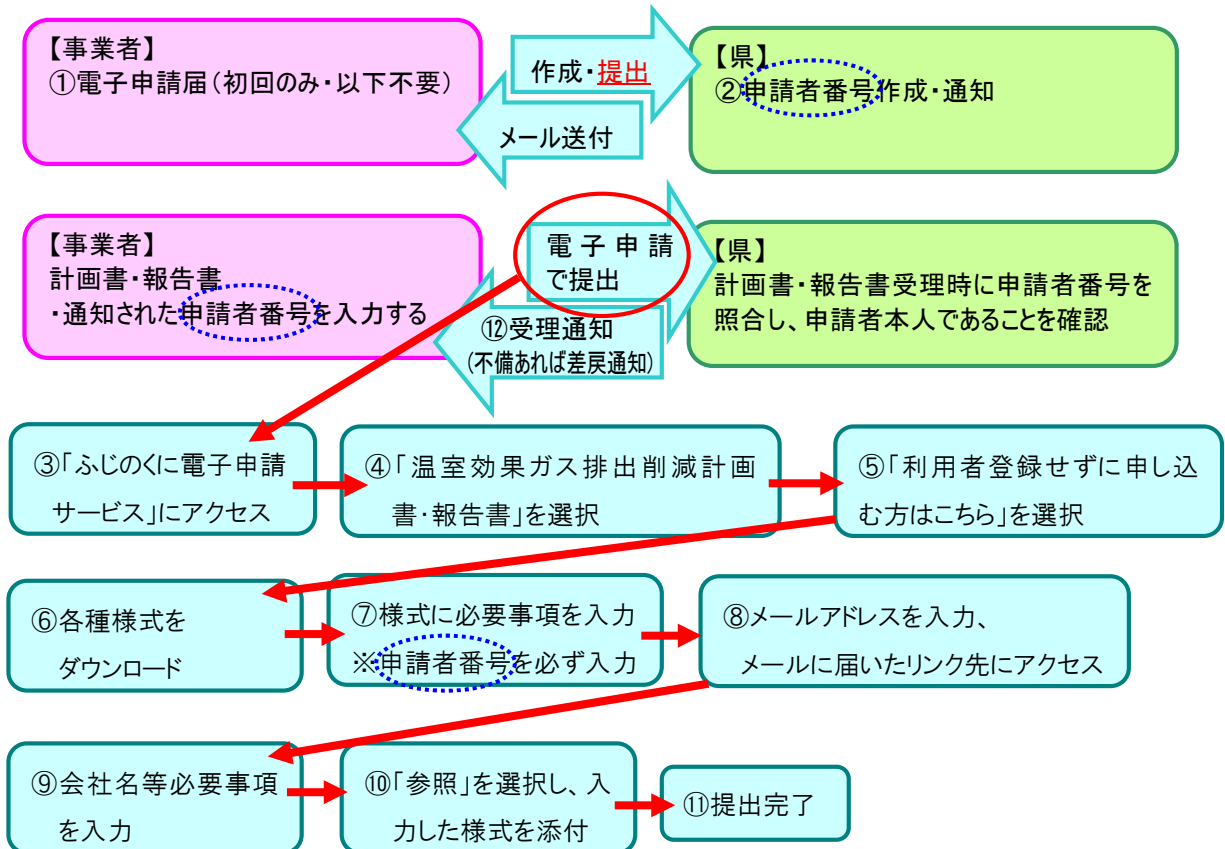 【事業者】
①電子申請届（初回のみ・以下不要）
作成・提出
メール送付
【県】
②申請者番号作成・通知
【事業者】
計画書・報告書
・通知された申請者番号を入力する
電子申請
で提出
⑫受理通知
(不備あれば差戻通知)
【県】
計画書・報告書受理時に申請者番号を
照合し、申請者本人であることを確認
③「ふじのくに電子申請
サービス」にアクセス
④「温室効果ガス排出削減計画
書・報告書」を選択
⑤「利用者登録せずに申し込
む方はこちら」を選択
⑥各種様式を
ダウンロード
⑦様式に必要事項を入力
※申請者番号を必ず入力
⑧メールアドレスを入力、
メールに届いたリンク先にアクセス
⑨会社名等必要事項
を入力
⑩「参照」を選択し、入
力した様式を添付
⑪提出完了